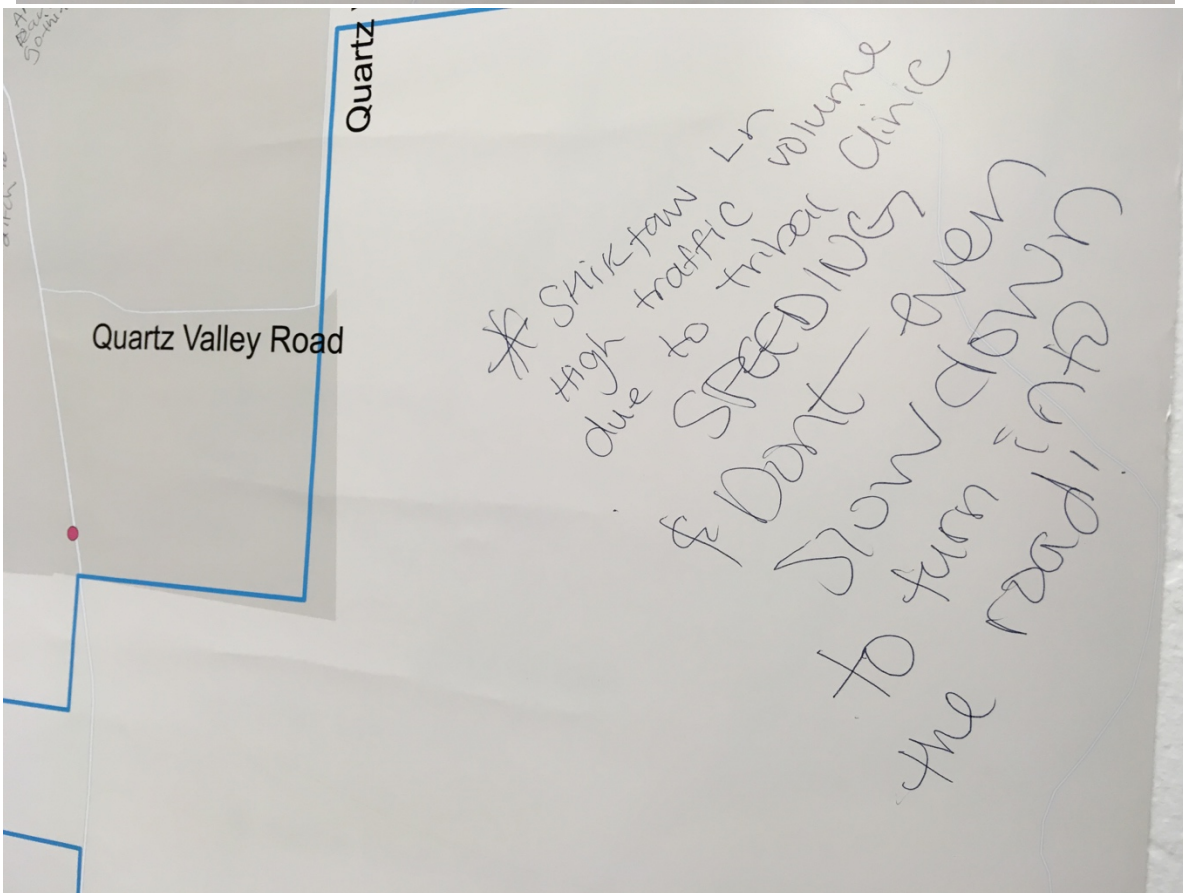 Quartz
Quartz Valley Road
* Shiktaw Ln
High traffic volume
due to tribal Clinic
SPEEDING
& Dont even
Slow down
to turn into
the road